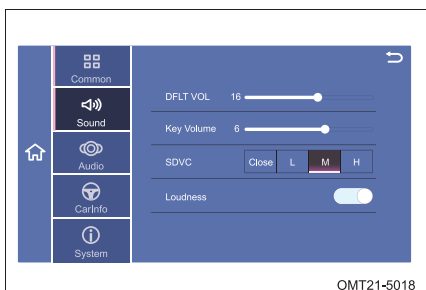 Common
Sound
Audio
CarInfo
System
DFLT VOL 16
Key Volume 6
SDVC Close L M H
Loudness
OMT21-5018